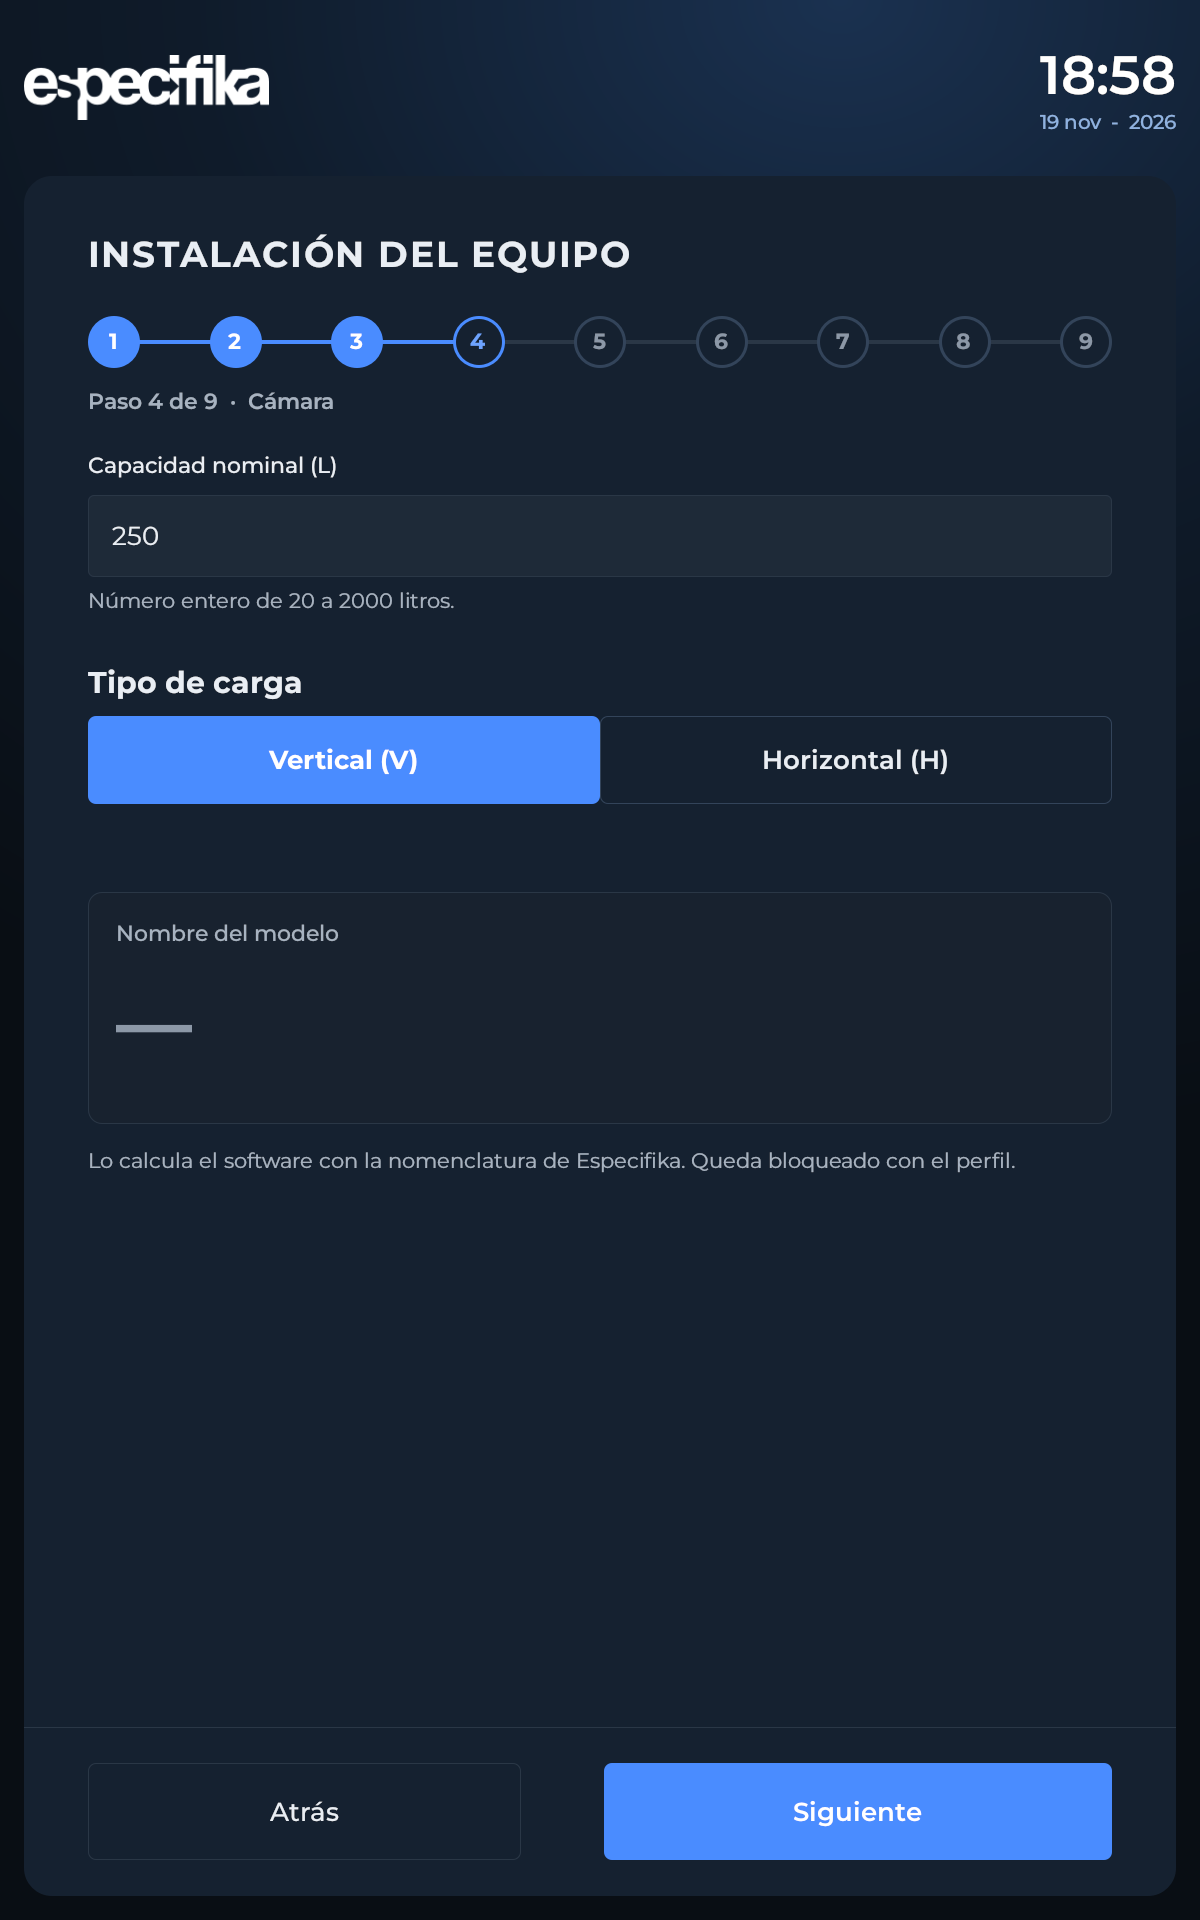 especifika
18:58
19 nov - 2026
INSTALACIÓN DEL EQUIPO
1 2 3 4 5 6 7 8 9
Paso 4 de 9 · Cámara
Capacidad nominal (L)
250
Número entero de 20 a 2000 litros.
Tipo de carga
Vertical (V) Horizontal (H)
Nombre del modelo
—
Lo calcula el software con la nomenclatura de Especifika. Queda bloqueado con el perfil.
Atrás Siguiente